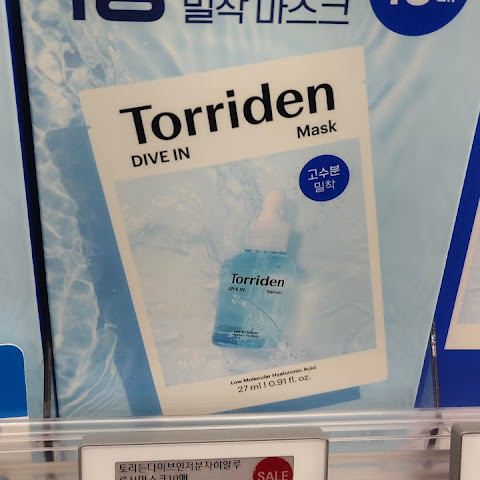 밀착 마스크
Torriden
DIVE IN
Mask
고수분
밀착
Torriden
DIVE IN
Serum
Low Molecular Hyaluronic Acid
27 ml | 0.91 fl. oz.
토리든다이브인저분자히알루
SALE